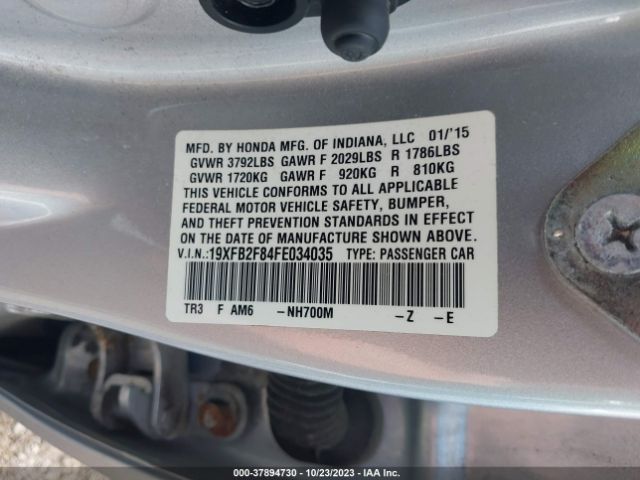 MFD. BY HONDA MFG. OF INDIANA, LLC 01/'15
GVWR 3792LBS GAWR F 2029LBS R 1786LBS
GVWR 1720KG GAWR F 920KG R 810KG
THIS VEHICLE CONFORMS TO ALL APPLICABLE
FEDERAL MOTOR VEHICLE SAFETY, BUMPER,
AND THEFT PREVENTION STANDARDS IN EFFECT
ON THE DATE OF MANUFACTURE SHOWN ABOVE.
V.I.N.:19XFB2F84FE034035 TYPE: PASSENGER CAR
TR3 F AM6 -NH700M -Z -E
000-37894730 - 10/23/2023 - IAA Inc.